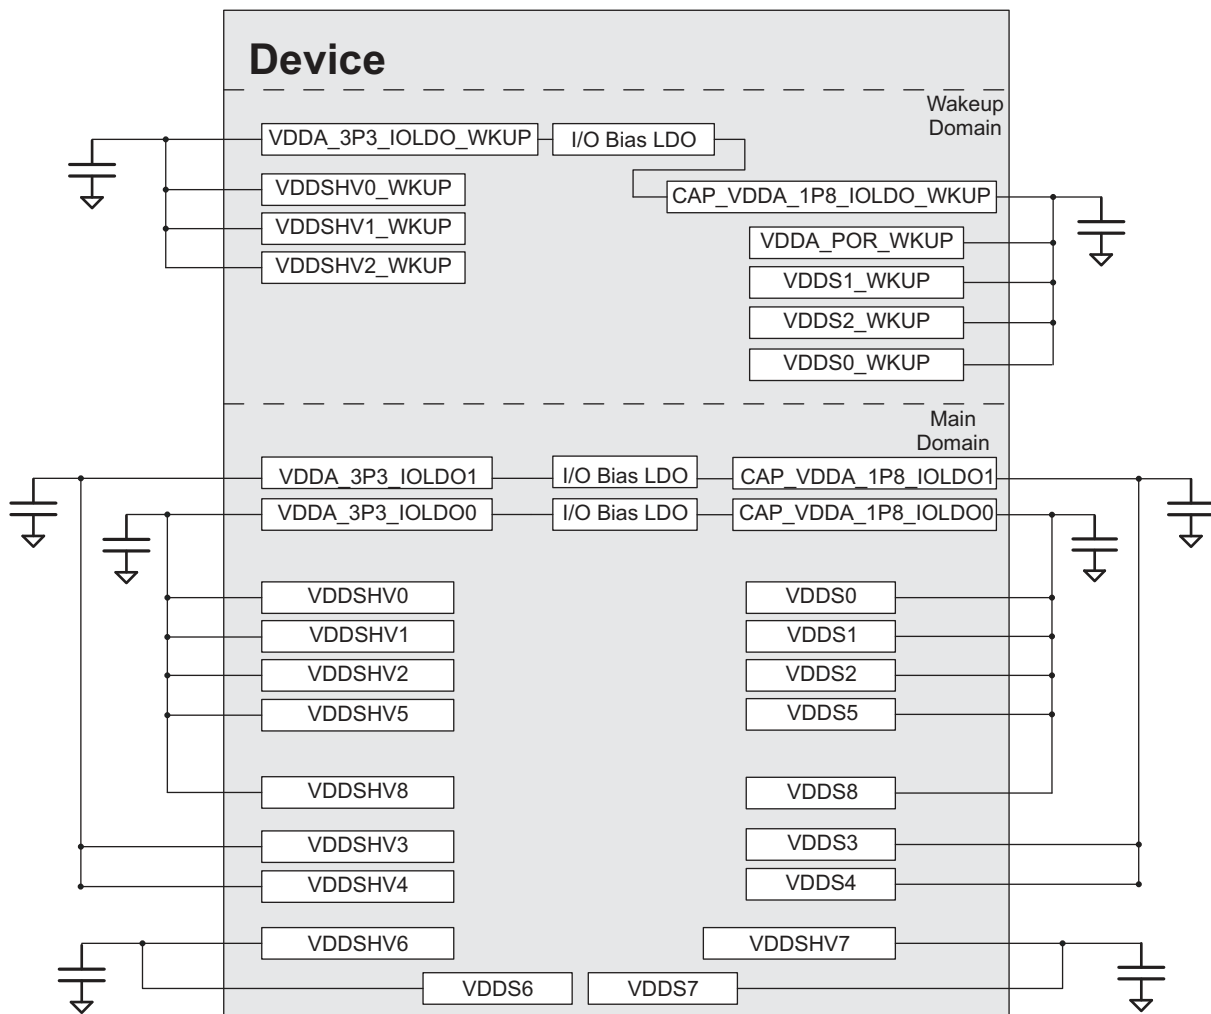 Device
Wakeup
Domain
VDDA_3P3_IOLDO_WKUP
I/O Bias LDO
VDDSHV0_WKUP
CAP_VDDA_1P8_IOLDO_WKUP
VDDSHV1_WKUP
VDDA_POR_WKUP
VDDSHV2_WKUP
VDDS1_WKUP
VDDS2_WKUP
VDDS0_WKUP
Main
Domain
VDDA_3P3_IOLDO1
I/O Bias LDO
CAP_VDDA_1P8_IOLDO1
VDDA_3P3_IOLDO0
I/O Bias LDO
CAP_VDDA_1P8_IOLDO0
VDDSHV0
VDDS0
VDDSHV1
VDDS1
VDDSHV2
VDDS2
VDDSHV5
VDDS5
VDDSHV8
VDDS8
VDDSHV3
VDDS3
VDDSHV4
VDDS4
VDDSHV6
VDDSHV7
VDDS6
VDDS7